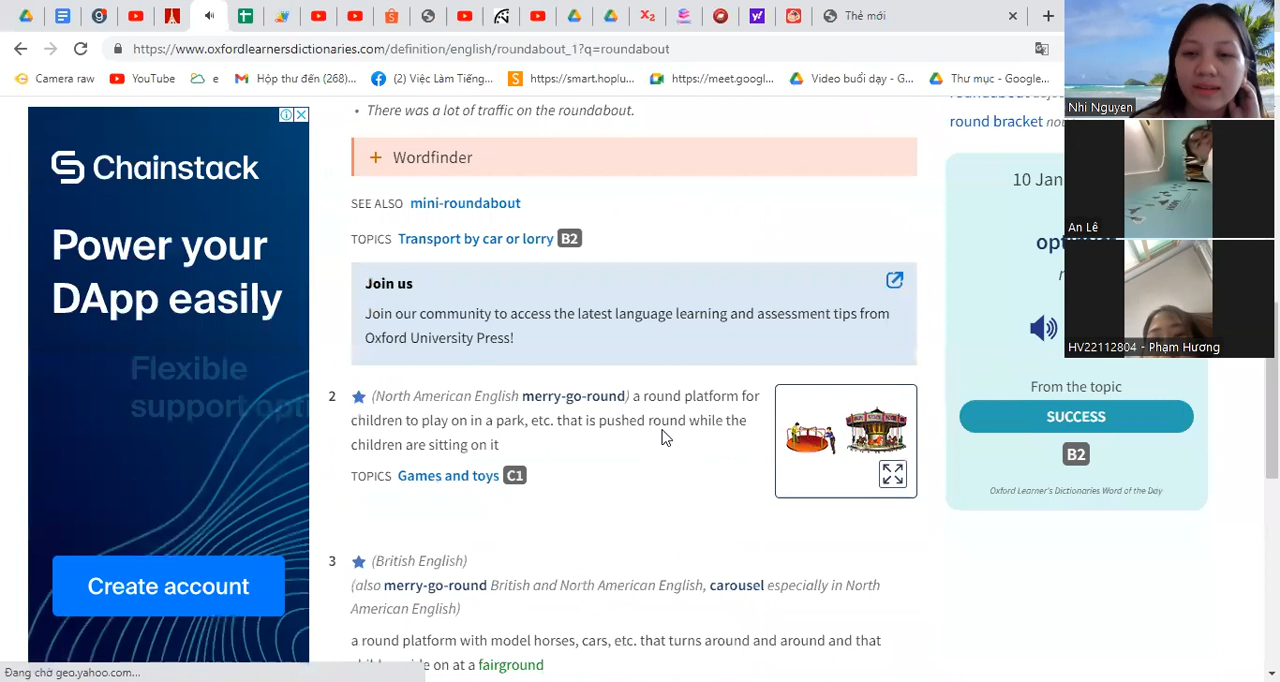 Thẻ mới
https://www.oxfordlearnersdictionaries.com/definition/english/roundabout_1?q=roundabout
Camera raw
YouTube
e
Hộp thư đến (268)...
(2) Việc Làm Tiếng...
https://smart.hoplu...
https://meet.googl...
Video buổi dạy - G...
Thư mục - Google...
• There was a lot of traffic on the roundabout.
+ Wordfinder
SEE ALSO mini-roundabout
TOPICS Transport by car or lorry B2
Join us
Join our community to access the latest language learning and assessment tips from
Oxford University Press!
2 (North American English merry-go-round) a round platform for
children to play on in a park, etc. that is pushed round while the
children are sitting on it
TOPICS Games and toys C1
3 (British English)
(also merry-go-round British and North American English, carousel especially in North
American English)
a round platform with model horses, cars, etc. that turns around and around and that
on at a fairground
Chainstack
Power your
DApp easily
Flexible
Create account
round bracket
10 Jan
From the topic
SUCCESS
B2
Oxford Learner's Dictionaries Word of the Day
Nhi Nguyen
An Lê
HV22112804 - Phạm Hương
Đang chờ geo.yahoo.com...